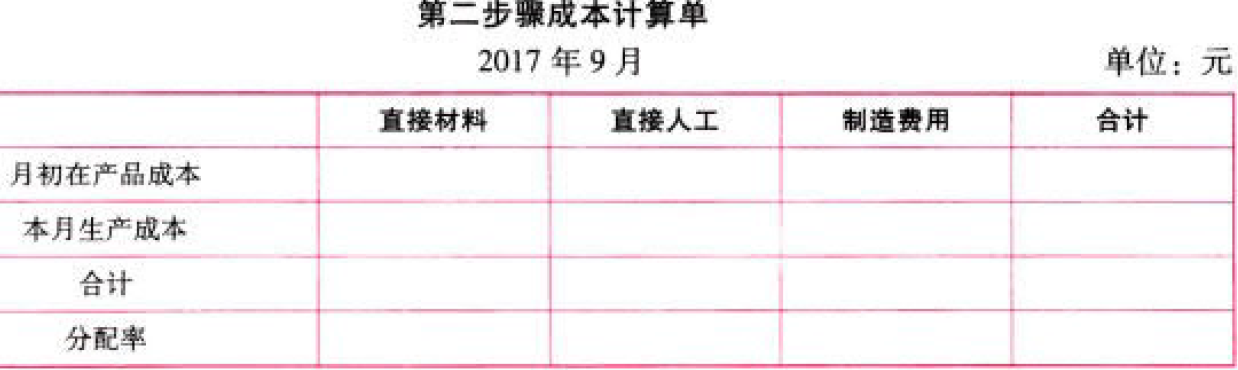 第二步骤成本计算单
2017 年 9 月 单位：元
直接材料 直接人工 制造费用 合计
月初在产品成本
本月生产成本
合计
分配率